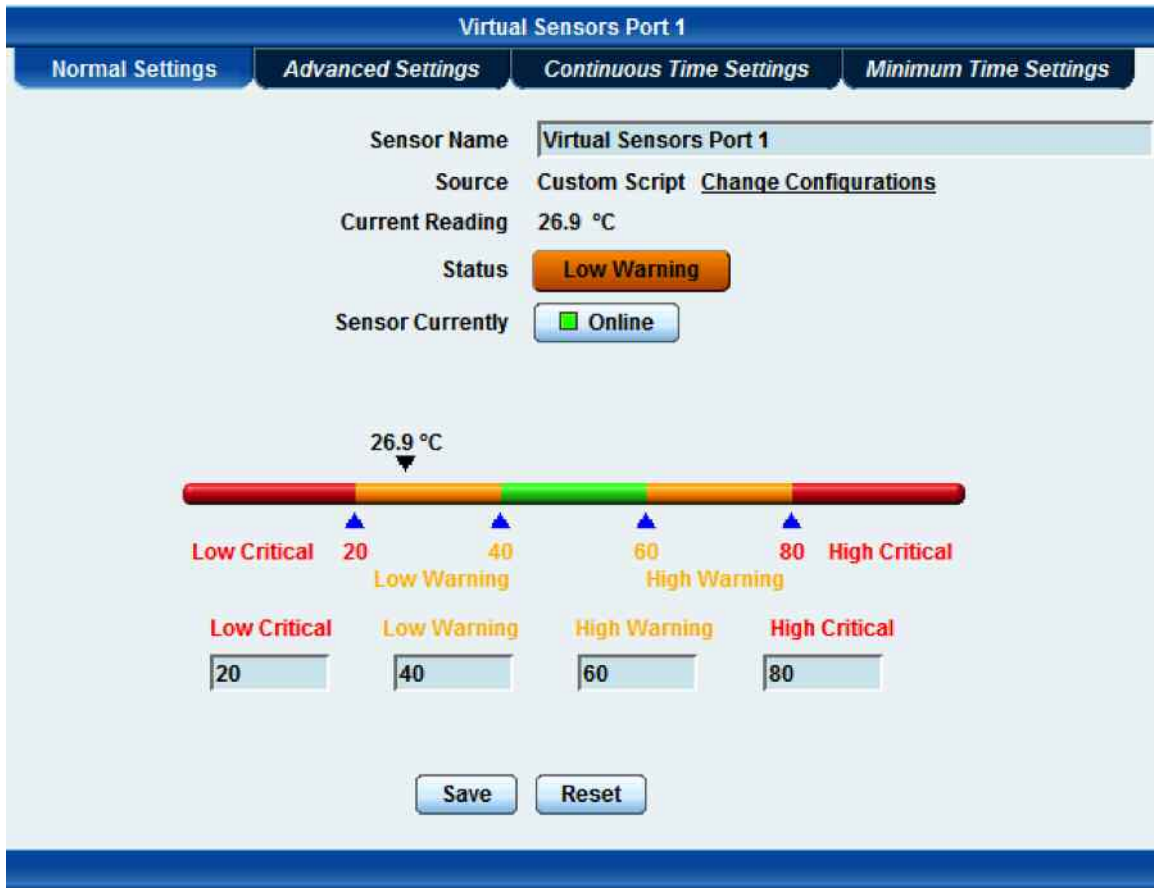 Virtual Sensors Port 1
Normal Settings Advanced Settings Continuous Time Settings Minimum Time Settings
Sensor Name Virtual Sensors Port 1
Source Custom Script Change Configurations
Current Reading 26.9 °C
Status Low Warning
Sensor Currently Online
26.9 °C
Low Critical 20 40 60 80 High Critical
Low Warning High Warning
Low Critical Low Warning High Warning High Critical
20 40 60 80
Save Reset